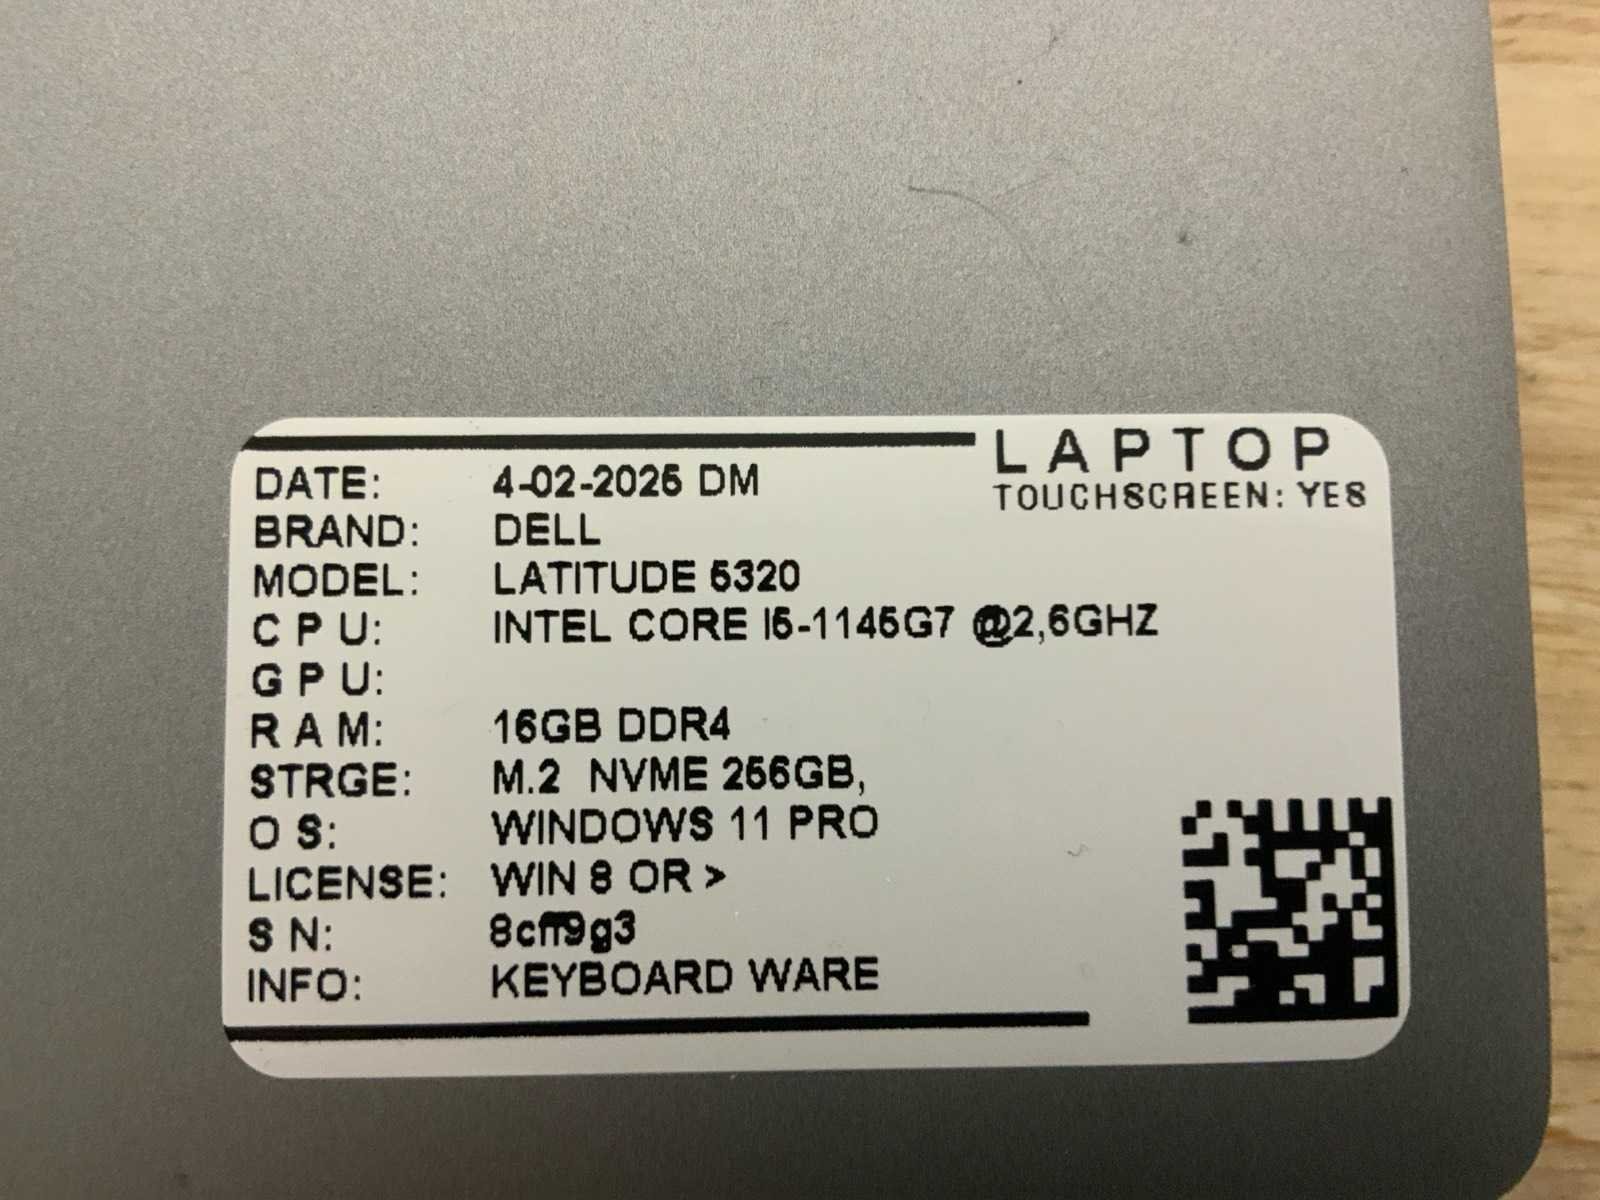 LAPTOP
TOUCHSCREEN: YES
DATE: 4-02-2025 DM
BRAND: DELL
MODEL: LATITUDE 5320
C P U: INTEL CORE I5-1145G7 @2,6GHZ
G P U:
R A M: 16GB DDR4
STRGE: M.2 NVME 256GB,
O S: WINDOWS 11 PRO
LICENSE: WIN 8 OR >
S N: 8cff9g3
INFO: KEYBOARD WARE